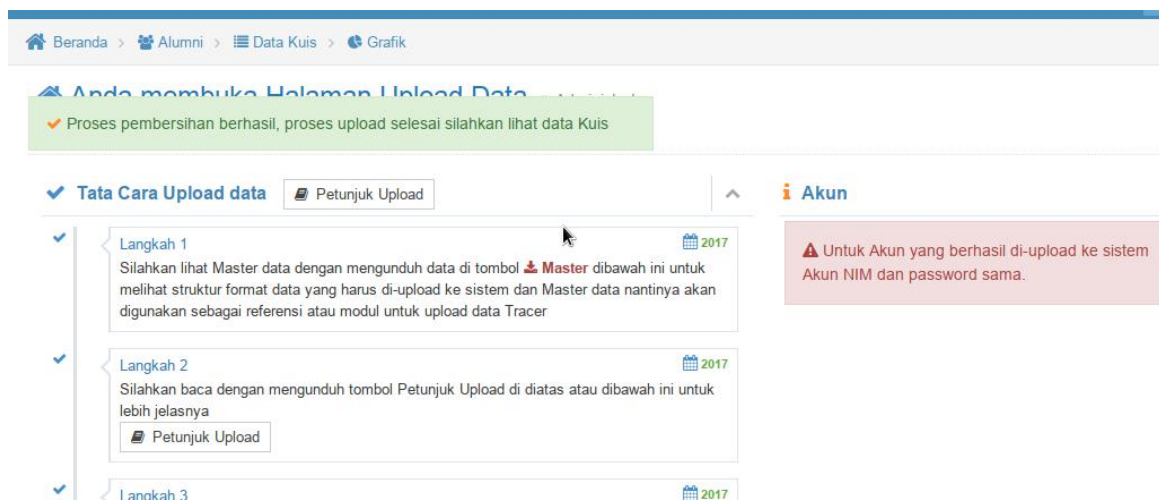 Beranda > Alumni > Data Kuis > Grafik
Anda membuka Halaman Upload Data
Proses pembersihan berhasil, proses upload selesai silahkan lihat data Kuis
Tata Cara Upload data Petunjuk Upload
Langkah 1 2017
Silahkan lihat Master data dengan mengunduh data di tombol Master dibawah ini untuk
melihat struktur format data yang harus di-upload ke sistem dan Master data nantinya akan
digunakan sebagai referensi atau modul untuk upload data Tracer
Langkah 2 2017
Silahkan baca dengan mengunduh tombol Petunjuk Upload di diatas atau dibawah ini untuk
lebih jelasnya
Petunjuk Upload
Langkah 3 2017
Akun
Untuk Akun yang berhasil di-upload ke sistem
Akun NIM dan password sama.